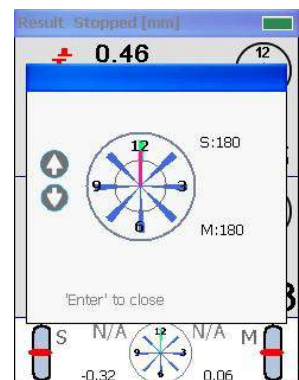 Result Stopped [mm]
0.46
12
12
9
3
6
S:180
M:180
'Enter' to close
S N/A 12 N/A M
9 3
6
-0.32 0.06